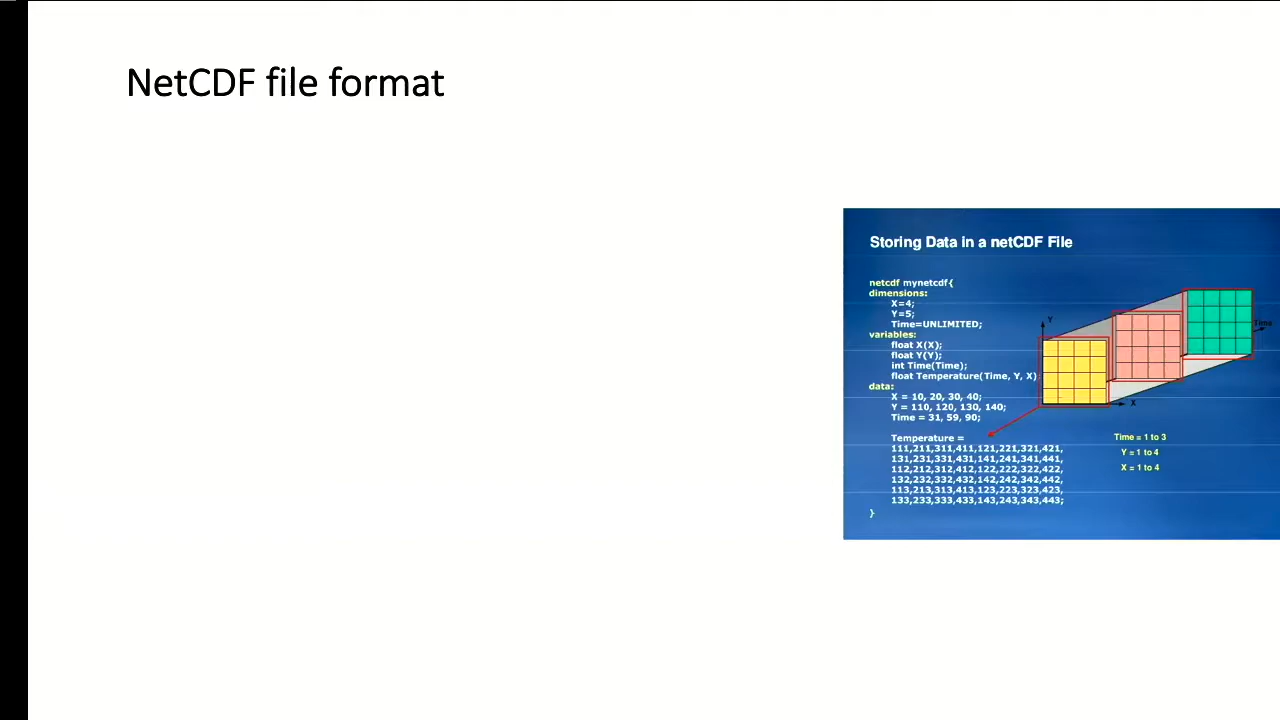 NetCDF file format
Storing Data in a netCDF File
netcdf mynetcdf{
dimensions:
X=4;
Y=5;
Time=UNLIMITED;
variables:
float X(X);
float Y(Y);
int Time(Time);
float Temperature(Time, Y, X)
data:
X = 10, 20, 30, 40;
Y = 110, 120, 130, 140;
Time = 31, 59, 90;
Temperature =
111,211,311,411,121,221,321,421,
131,231,331,431,141,241,341,441,
112,212,312,412,122,222,322,422,
132,232,332,432,142,242,342,442,
113,213,313,413,123,223,323,423,
133,233,333,433,143,243,343,443;
}
Y
X
Time
Time = 1 to 3
Y = 1 to 4
X = 1 to 4